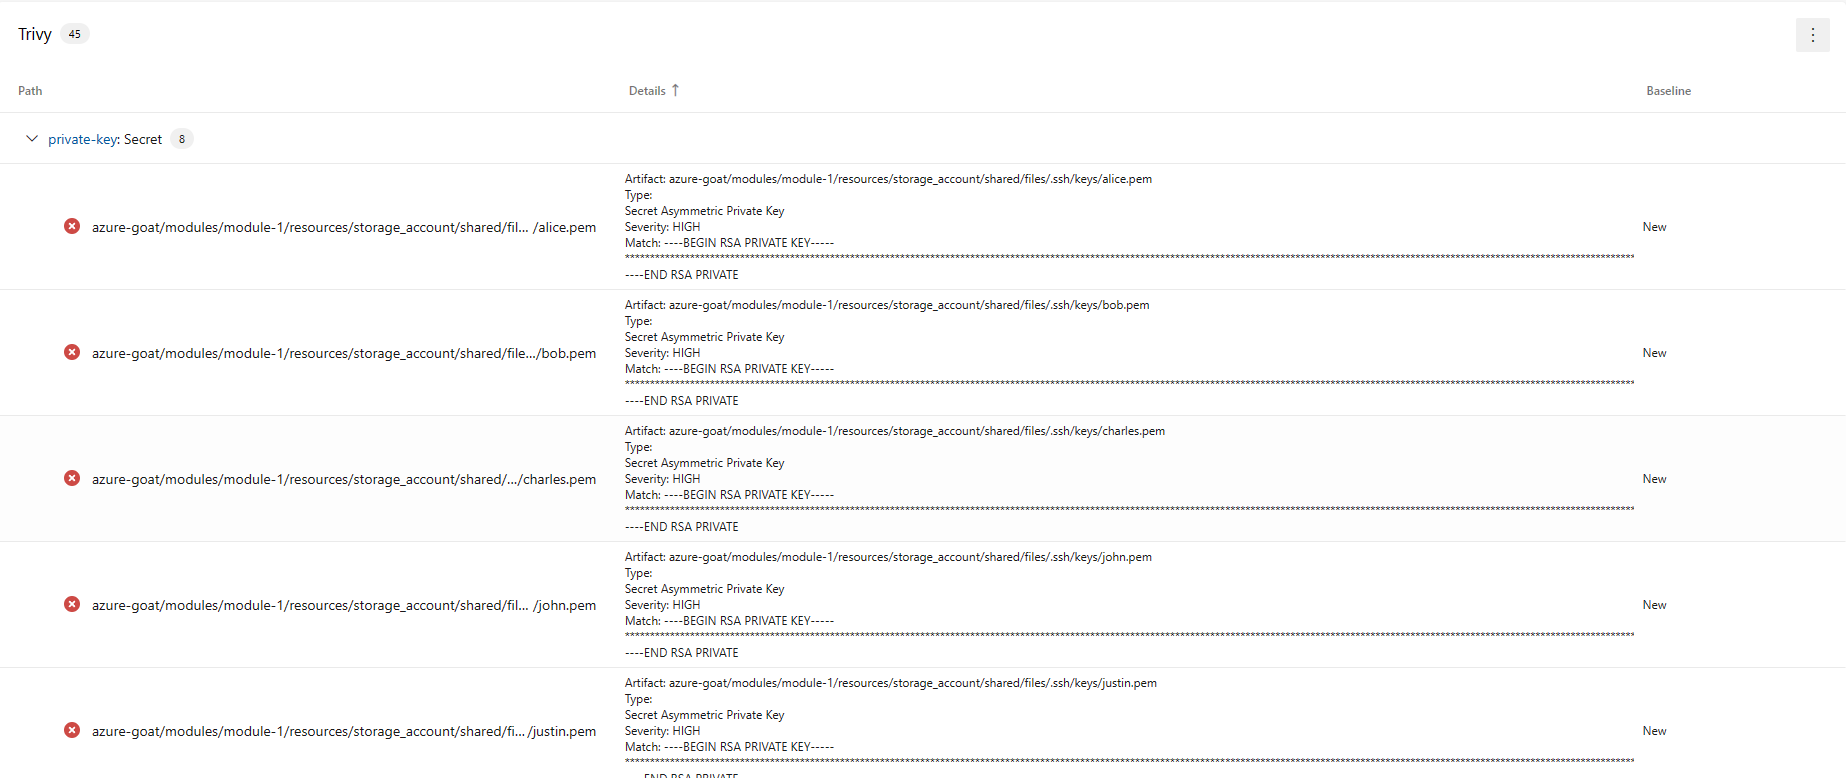 Trivy 45
Path Details ↑ Baseline
private-key: Secret 8
azure-goat/modules/module-1/resources/storage_account/shared/fil... /alice.pem
Artifact: azure-goat/modules/module-1/resources/storage_account/shared/files/.ssh/keys/alice.pem
Type:
Secret Asymmetric Private Key
Severity: HIGH
Match: ----BEGIN RSA PRIVATE KEY-----
----END RSA PRIVATE
New
azure-goat/modules/module-1/resources/storage_account/shared/file.../bob.pem
Artifact: azure-goat/modules/module-1/resources/storage_account/shared/files/.ssh/keys/bob.pem
Type:
Secret Asymmetric Private Key
Severity: HIGH
Match: ----BEGIN RSA PRIVATE KEY-----
----END RSA PRIVATE
New
azure-goat/modules/module-1/resources/storage_account/shared/.../charles.pem
Artifact: azure-goat/modules/module-1/resources/storage_account/shared/files/.ssh/keys/charles.pem
Type:
Secret Asymmetric Private Key
Severity: HIGH
Match: ----BEGIN RSA PRIVATE KEY-----
----END RSA PRIVATE
New
azure-goat/modules/module-1/resources/storage_account/shared/fil... /john.pem
Artifact: azure-goat/modules/module-1/resources/storage_account/shared/files/.ssh/keys/john.pem
Type:
Secret Asymmetric Private Key
Severity: HIGH
Match: ----BEGIN RSA PRIVATE KEY-----
----END RSA PRIVATE
New
azure-goat/modules/module-1/resources/storage_account/shared/fi.../justin.pem
Artifact: azure-goat/modules/module-1/resources/storage_account/shared/files/.ssh/keys/justin.pem
Type:
Secret Asymmetric Private Key
Severity: HIGH
Match: ----BEGIN RSA PRIVATE KEY-----
----END RSA PRIVATE
New